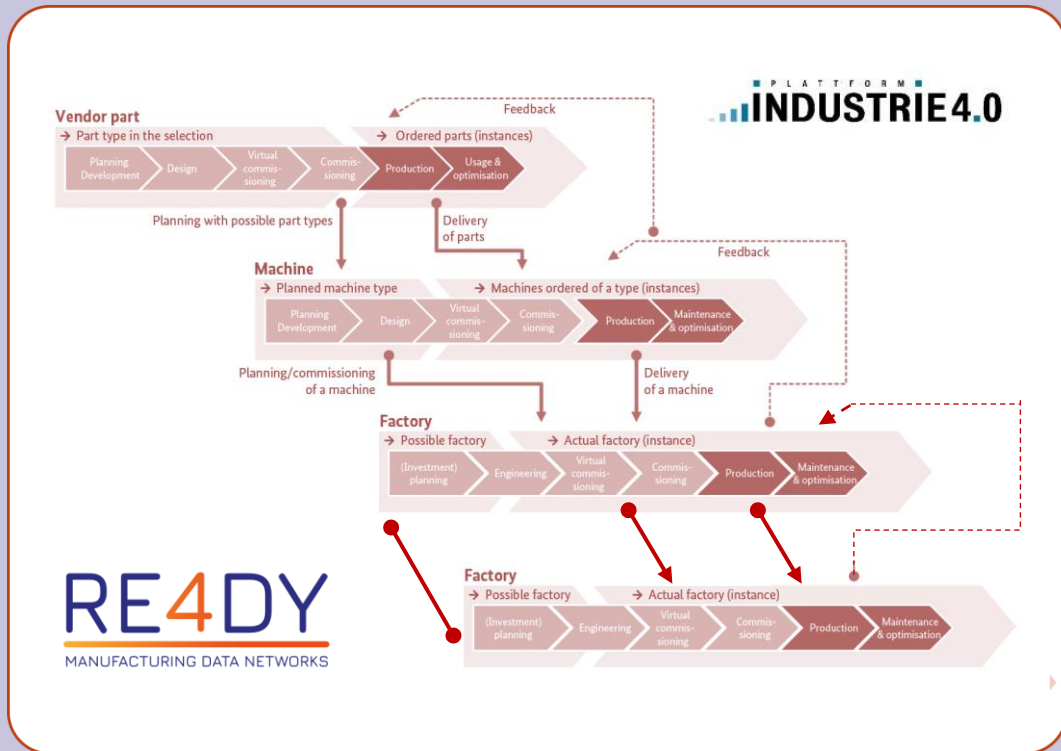 PLATTFORM
INDUSTRIE4.0
Feedback
Vendor part
→ Part type in the selection
→ Ordered parts (instances)
Planning
Development
Design
Virtual
commis-
sioning
Commis-
sioning
Production
Usage &
optimisation
Planning with possible part types
Delivery
of parts
Feedback
Machine
→ Planned machine type
→ Machines ordered of a type (instances)
Planning
Development
Design
Virtual
commis-
sioning
Commis-
sioning
Production
Maintenance
& optimisation
Planning/commissioning
of a machine
Delivery
of a machine
Factory
→ Possible factory
→ Actual factory (instance)
(Investment)
planning
Engineering
Virtual
commis-
sioning
Commis-
sioning
Production
Maintenance
& optimisation
Factory
→ Possible factory
→ Actual factory (instance)
(Investment)
planning
Engineering
Virtual
commis-
sioning
Commis-
sioning
Production
Maintenance
& optimisation
RE4DY
MANUFACTURING DATA NETWORKS